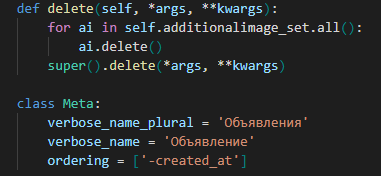 def delete(self, *args, **kwargs):
    for ai in self.additionalimage_set.all():
        ai.delete()
    super().delete(*args, **kwargs)

class Meta:
    verbose_name_plural = 'Объявления'
    verbose_name = 'Объявление'
    ordering = ['-created_at']